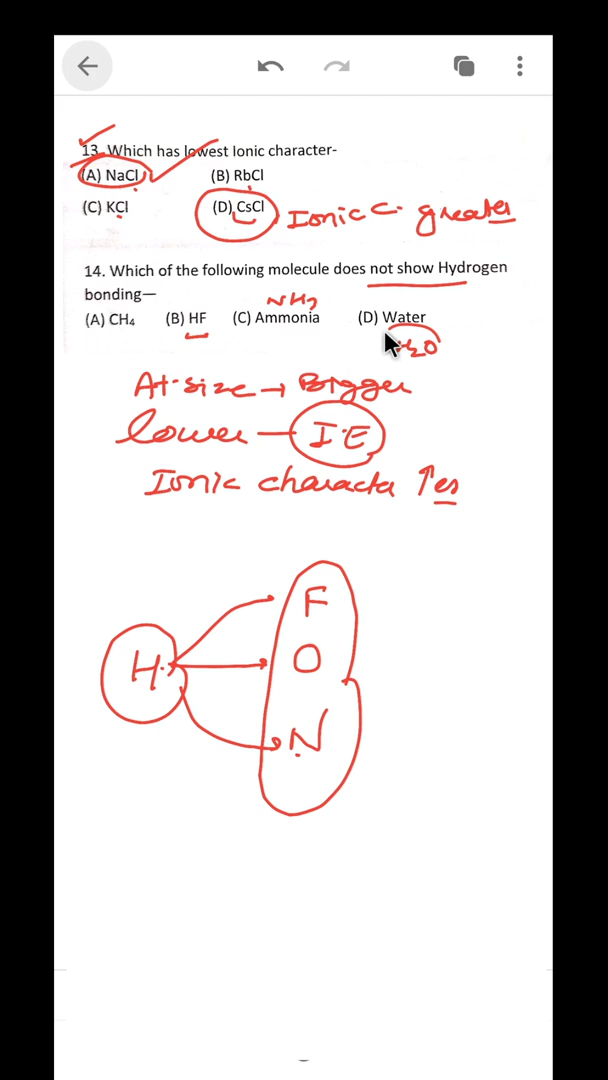 13. Which has lowest Ionic character-
(A) NaCl (B) RbCl
(C) KCl (D) CsCl Ionic C. greater
14. Which of the following molecule does not show Hydrogen
bonding—
NH3
(A) CH4 (B) HF (C) Ammonia (D) Water
H2O
At. size → Bigger
lower — I.E
Ionic characte ↑es
F
H O
N